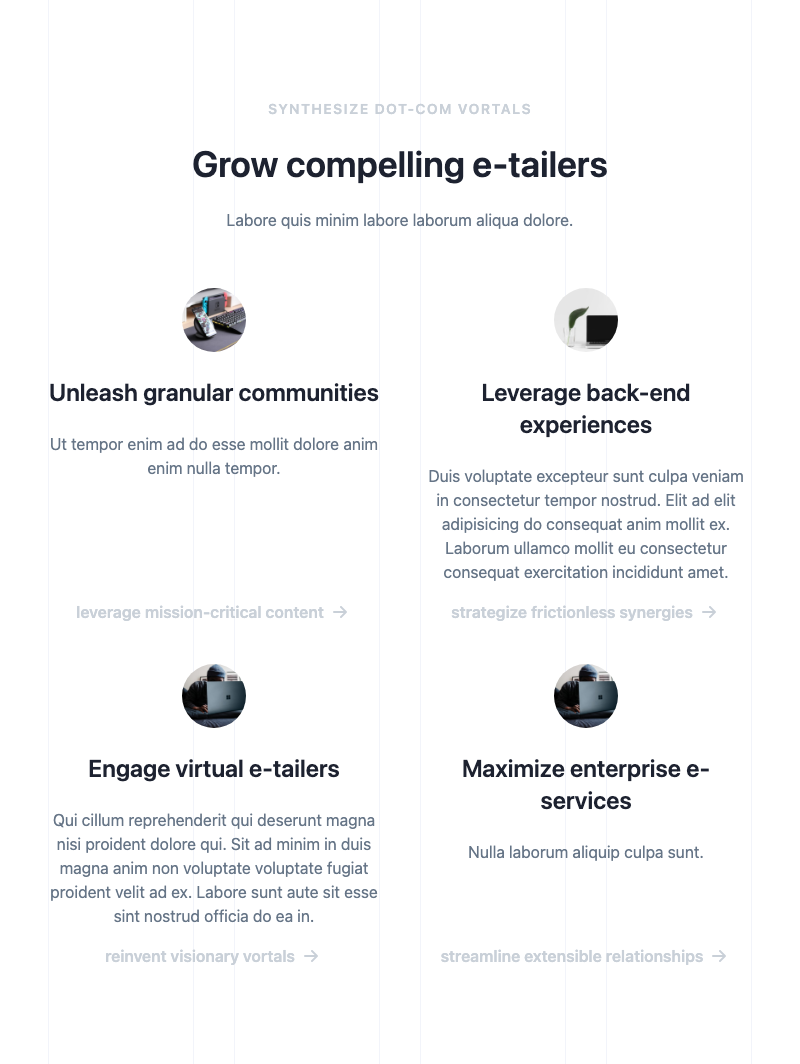 SYNTHESIZE DOT-COM VORTALS
Grow compelling e-tailers
Labore quis minim labore laborum aliqua dolore.
Unleash granular communities
Ut tempor enim ad do esse mollit dolore anim
enim nulla tempor.
leverage mission-critical content →
Leverage back-end
experiences
Duis voluptate excepteur sunt culpa veniam
in consectetur tempor nostrud. Elit ad elit
adipisicing do consequat anim mollit ex.
Laborum ullamco mollit eu consectetur
consequat exercitation incididunt amet.
strategize frictionless synergies →
Engage virtual e-tailers
Qui cillum reprehenderit qui deserunt magna
nisi proident dolore qui. Sit ad minim in duis
magna anim non voluptate voluptate fugiat
proident velit ad ex. Labore sunt aute sit esse
sint nostrud officia do ea in.
reinvent visionary vortals →
Maximize enterprise e-
services
Nulla laborum aliquip culpa sunt.
streamline extensible relationships →